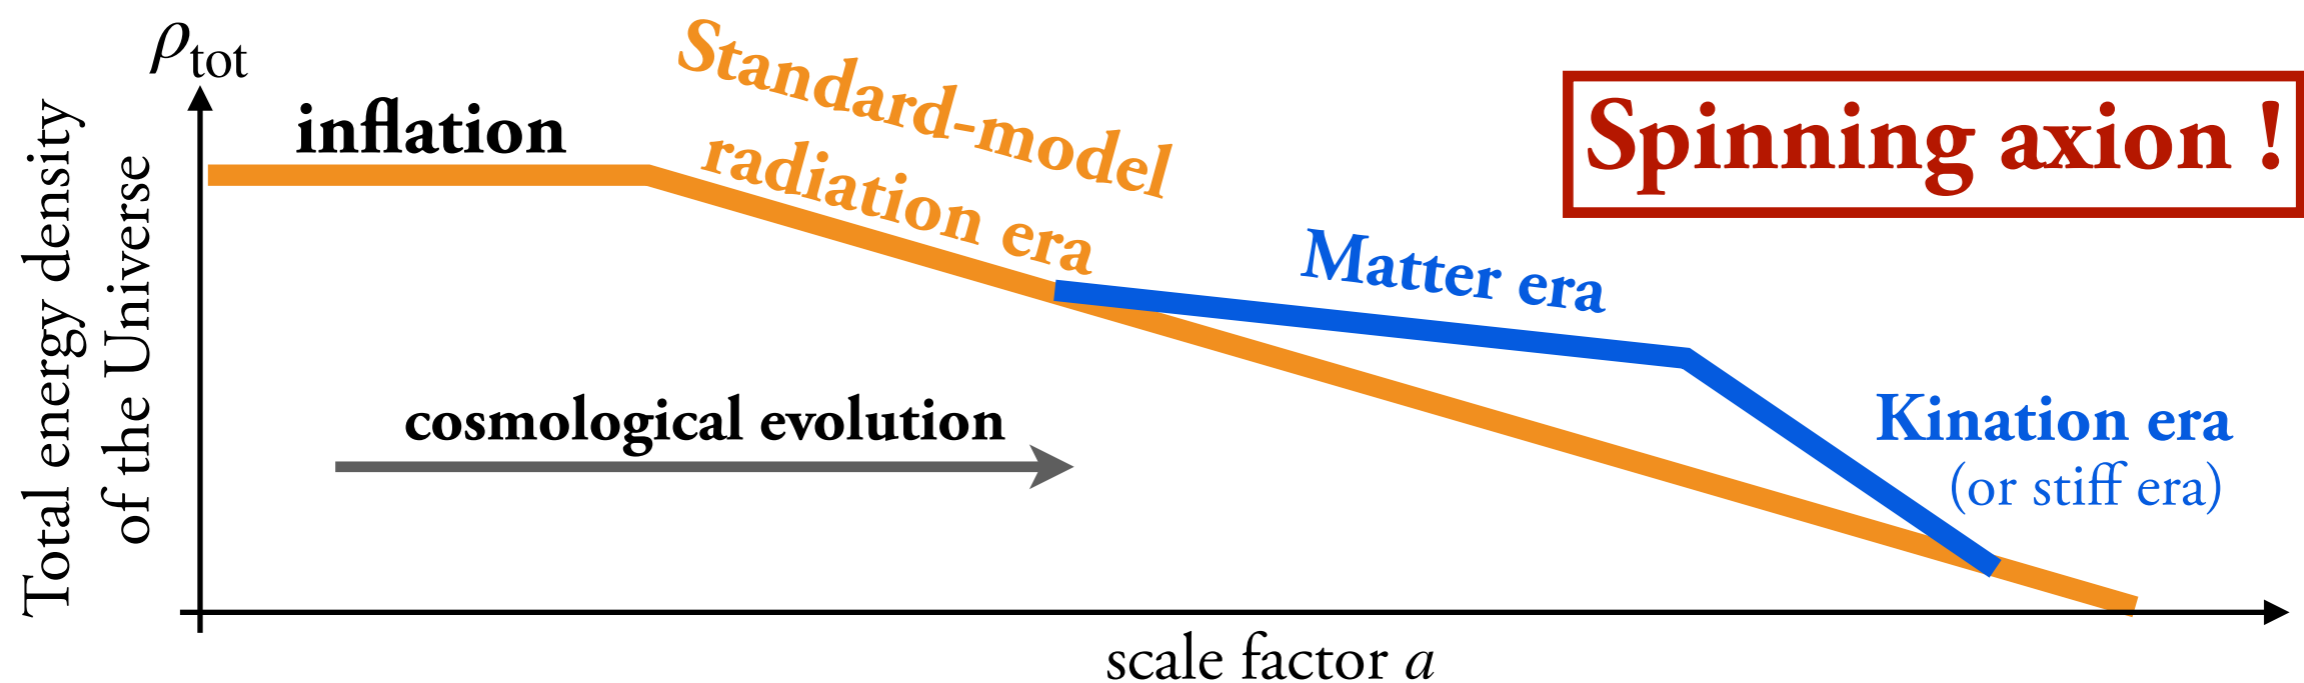 ρtot
Total energy density
of the Universe
inflation
Standard-model
radiation era
Spinning axion !
Matter era
cosmological evolution
Kination era
(or stiff era)
scale factor a